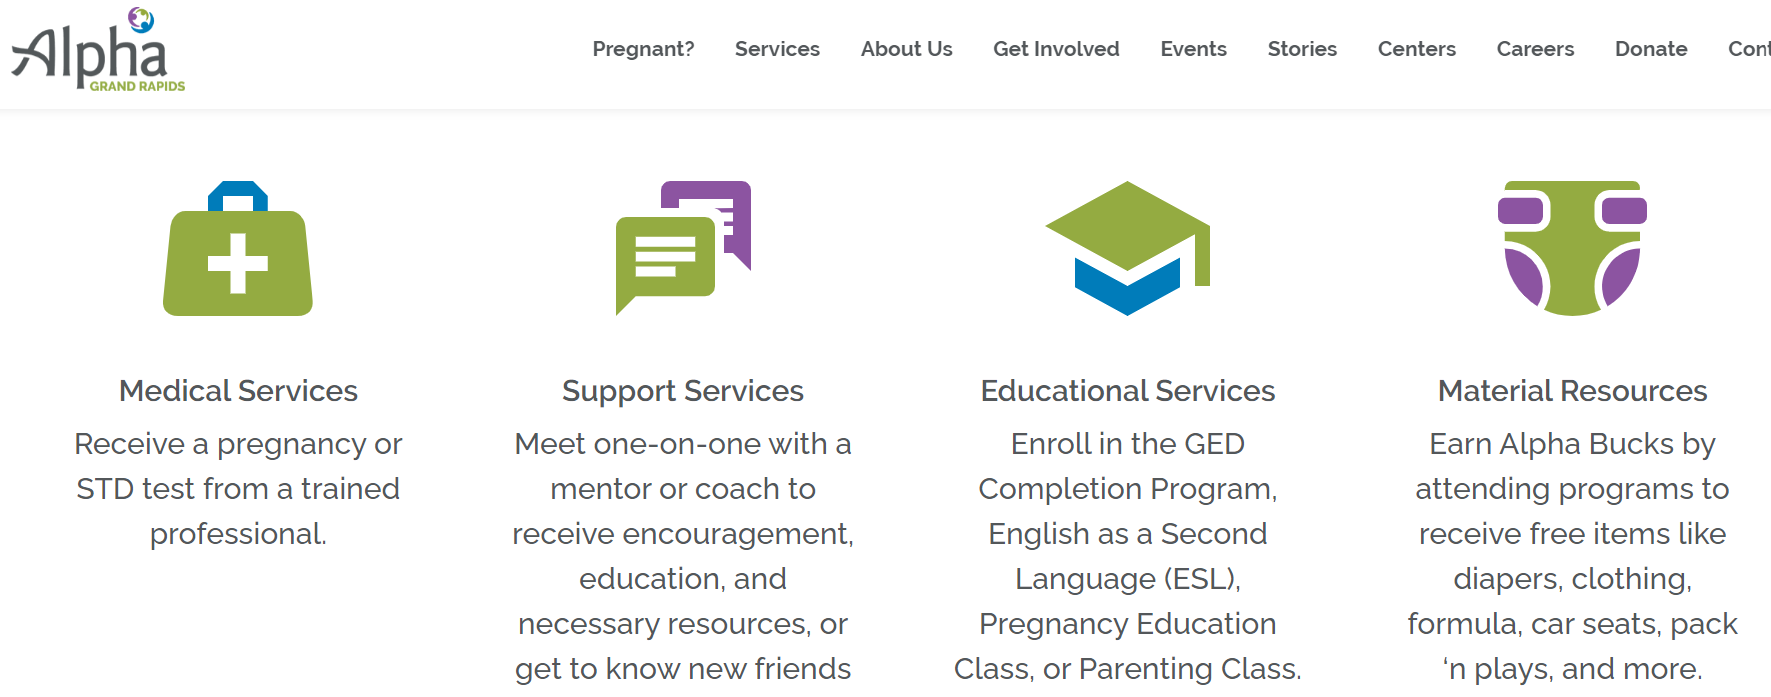 Alpha
GRAND RAPIDS
Pregnant? Services About Us Get Involved Events Stories Centers Careers Donate Cont
Medical Services
Receive a pregnancy or
STD test from a trained
professional.
Support Services
Meet one-on-one with a
mentor or coach to
receive encouragement,
education, and
necessary resources, or
get to know new friends
Educational Services
Enroll in the GED
Completion Program,
English as a Second
Language (ESL),
Pregnancy Education
Class, or Parenting Class.
Material Resources
Earn Alpha Bucks by
attending programs to
receive free items like
diapers, clothing,
formula, car seats, pack
‘n plays, and more.